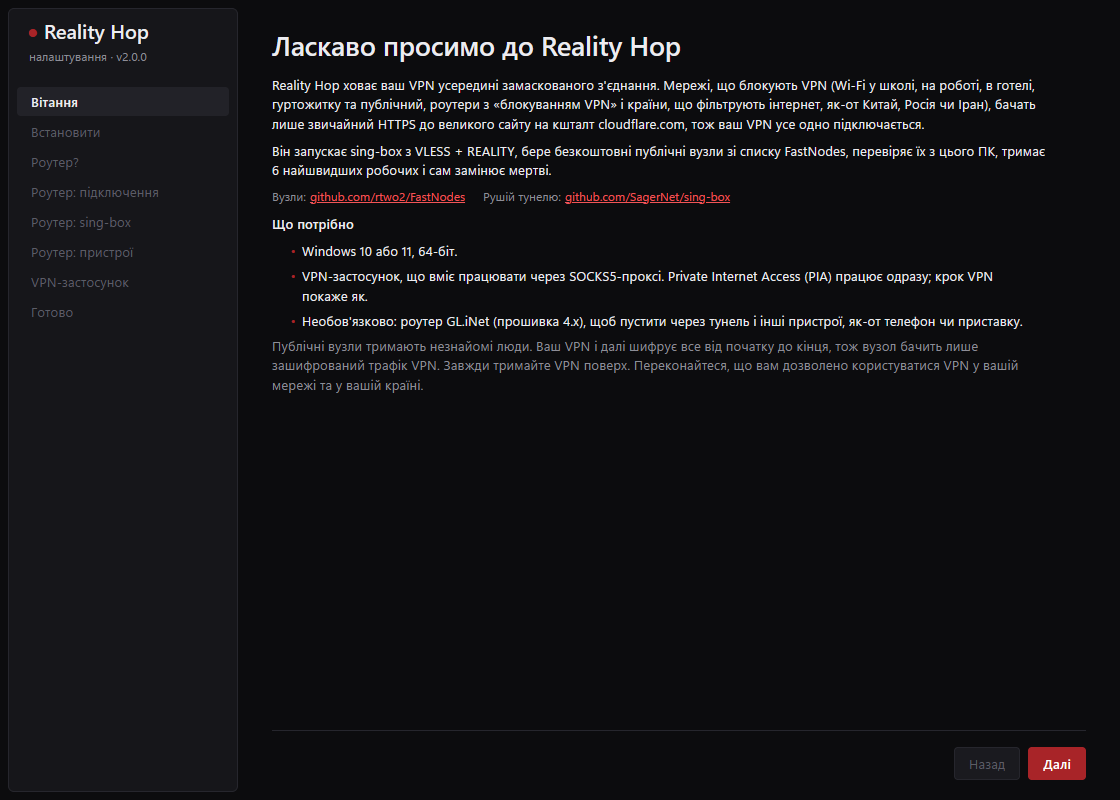 Reality Hop
налаштування · v2.0.0
Вітання
Встановити
Роутер?
Роутер: підключення
Роутер: sing-box
Роутер: пристрої
VPN-застосунок
Готово
Ласкаво просимо до Reality Hop
Reality Hop ховає ваш VPN усередині замаскованого з'єднання. Мережі, що блокують VPN (Wi-Fi у школі, на роботі, в готелі,
гуртожитку та публічний, роутери з «блокуванням VPN» і країни, що фільтрують інтернет, як-от Китай, Росія чи Іран), бачать
лише звичайний HTTPS до великого сайту на кшталт cloudflare.com, тож ваш VPN усе одно підключається.
Він запускає sing-box з VLESS + REALITY, бере безкоштовні публічні вузли зі списку FastNodes, перевіряє їх з цього ПК, тримає
6 найшвидших робочих і сам замінює мертві.
Вузли: github.com/rtwo2/FastNodes Рушій тунелю: github.com/SagerNet/sing-box
Що потрібно
• Windows 10 або 11, 64-біт.
• VPN-застосунок, що вміє працювати через SOCKS5-проксі. Private Internet Access (PIA) працює одразу; крок VPN
покаже як.
• Необов'язково: роутер GL.iNet (прошивка 4.x), щоб пустити через тунель і інші пристрої, як-от телефон чи приставку.
Публічні вузли тримають незнайомі люди. Ваш VPN і далі шифрує все від початку до кінця, тож вузол бачить лише
зашифрований трафік VPN. Завжди тримайте VPN поверх. Переконайтеся, що вам дозволено користуватися VPN у вашій
мережі та у вашій країні.
Назад
Далі